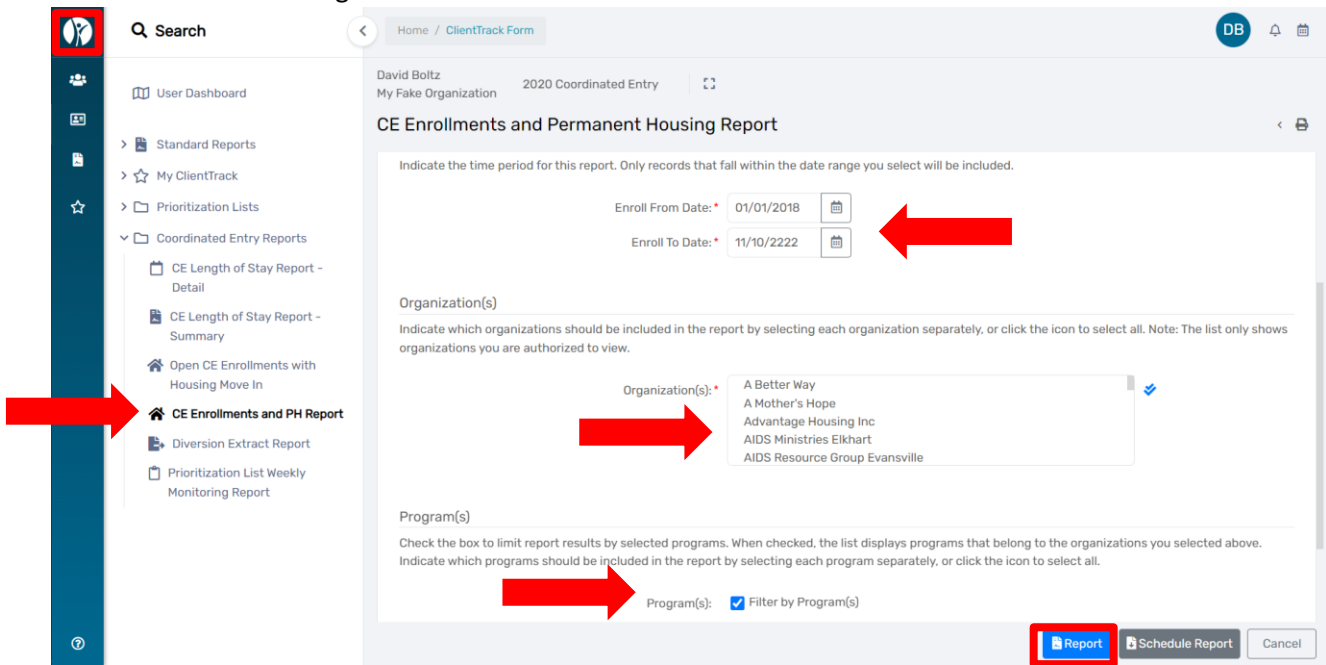 Search
Home / ClientTrack Form
DB
User Dashboard
Standard Reports
My ClientTrack
Prioritization Lists
Coordinated Entry Reports
CE Length of Stay Report -
Detail
CE Length of Stay Report -
Summary
Open CE Enrollments with
Housing Move In
CE Enrollments and PH Report
Diversion Extract Report
Prioritization List Weekly
Monitoring Report
David Boltz
My Fake Organization
2020 Coordinated Entry
CE Enrollments and Permanent Housing Report
Indicate the time period for this report. Only records that fall within the date range you select will be included.
Enroll From Date:* 01/01/2018
Enroll To Date:* 11/10/2222
Organization(s)
Indicate which organizations should be included in the report by selecting each organization separately, or click the icon to select all. Note: The list only shows
organizations you are authorized to view.
Organization(s):* A Better Way
A Mother's Hope
Advantage Housing Inc
AIDS Ministries Elkhart
AIDS Resource Group Evansville
Program(s)
Check the box to limit report results by selected programs. When checked, the list displays programs that belong to the organizations you selected above.
Indicate which programs should be included in the report by selecting each program separately, or click the icon to select all.
Program(s): Filter by Program(s)
Report Schedule Report Cancel